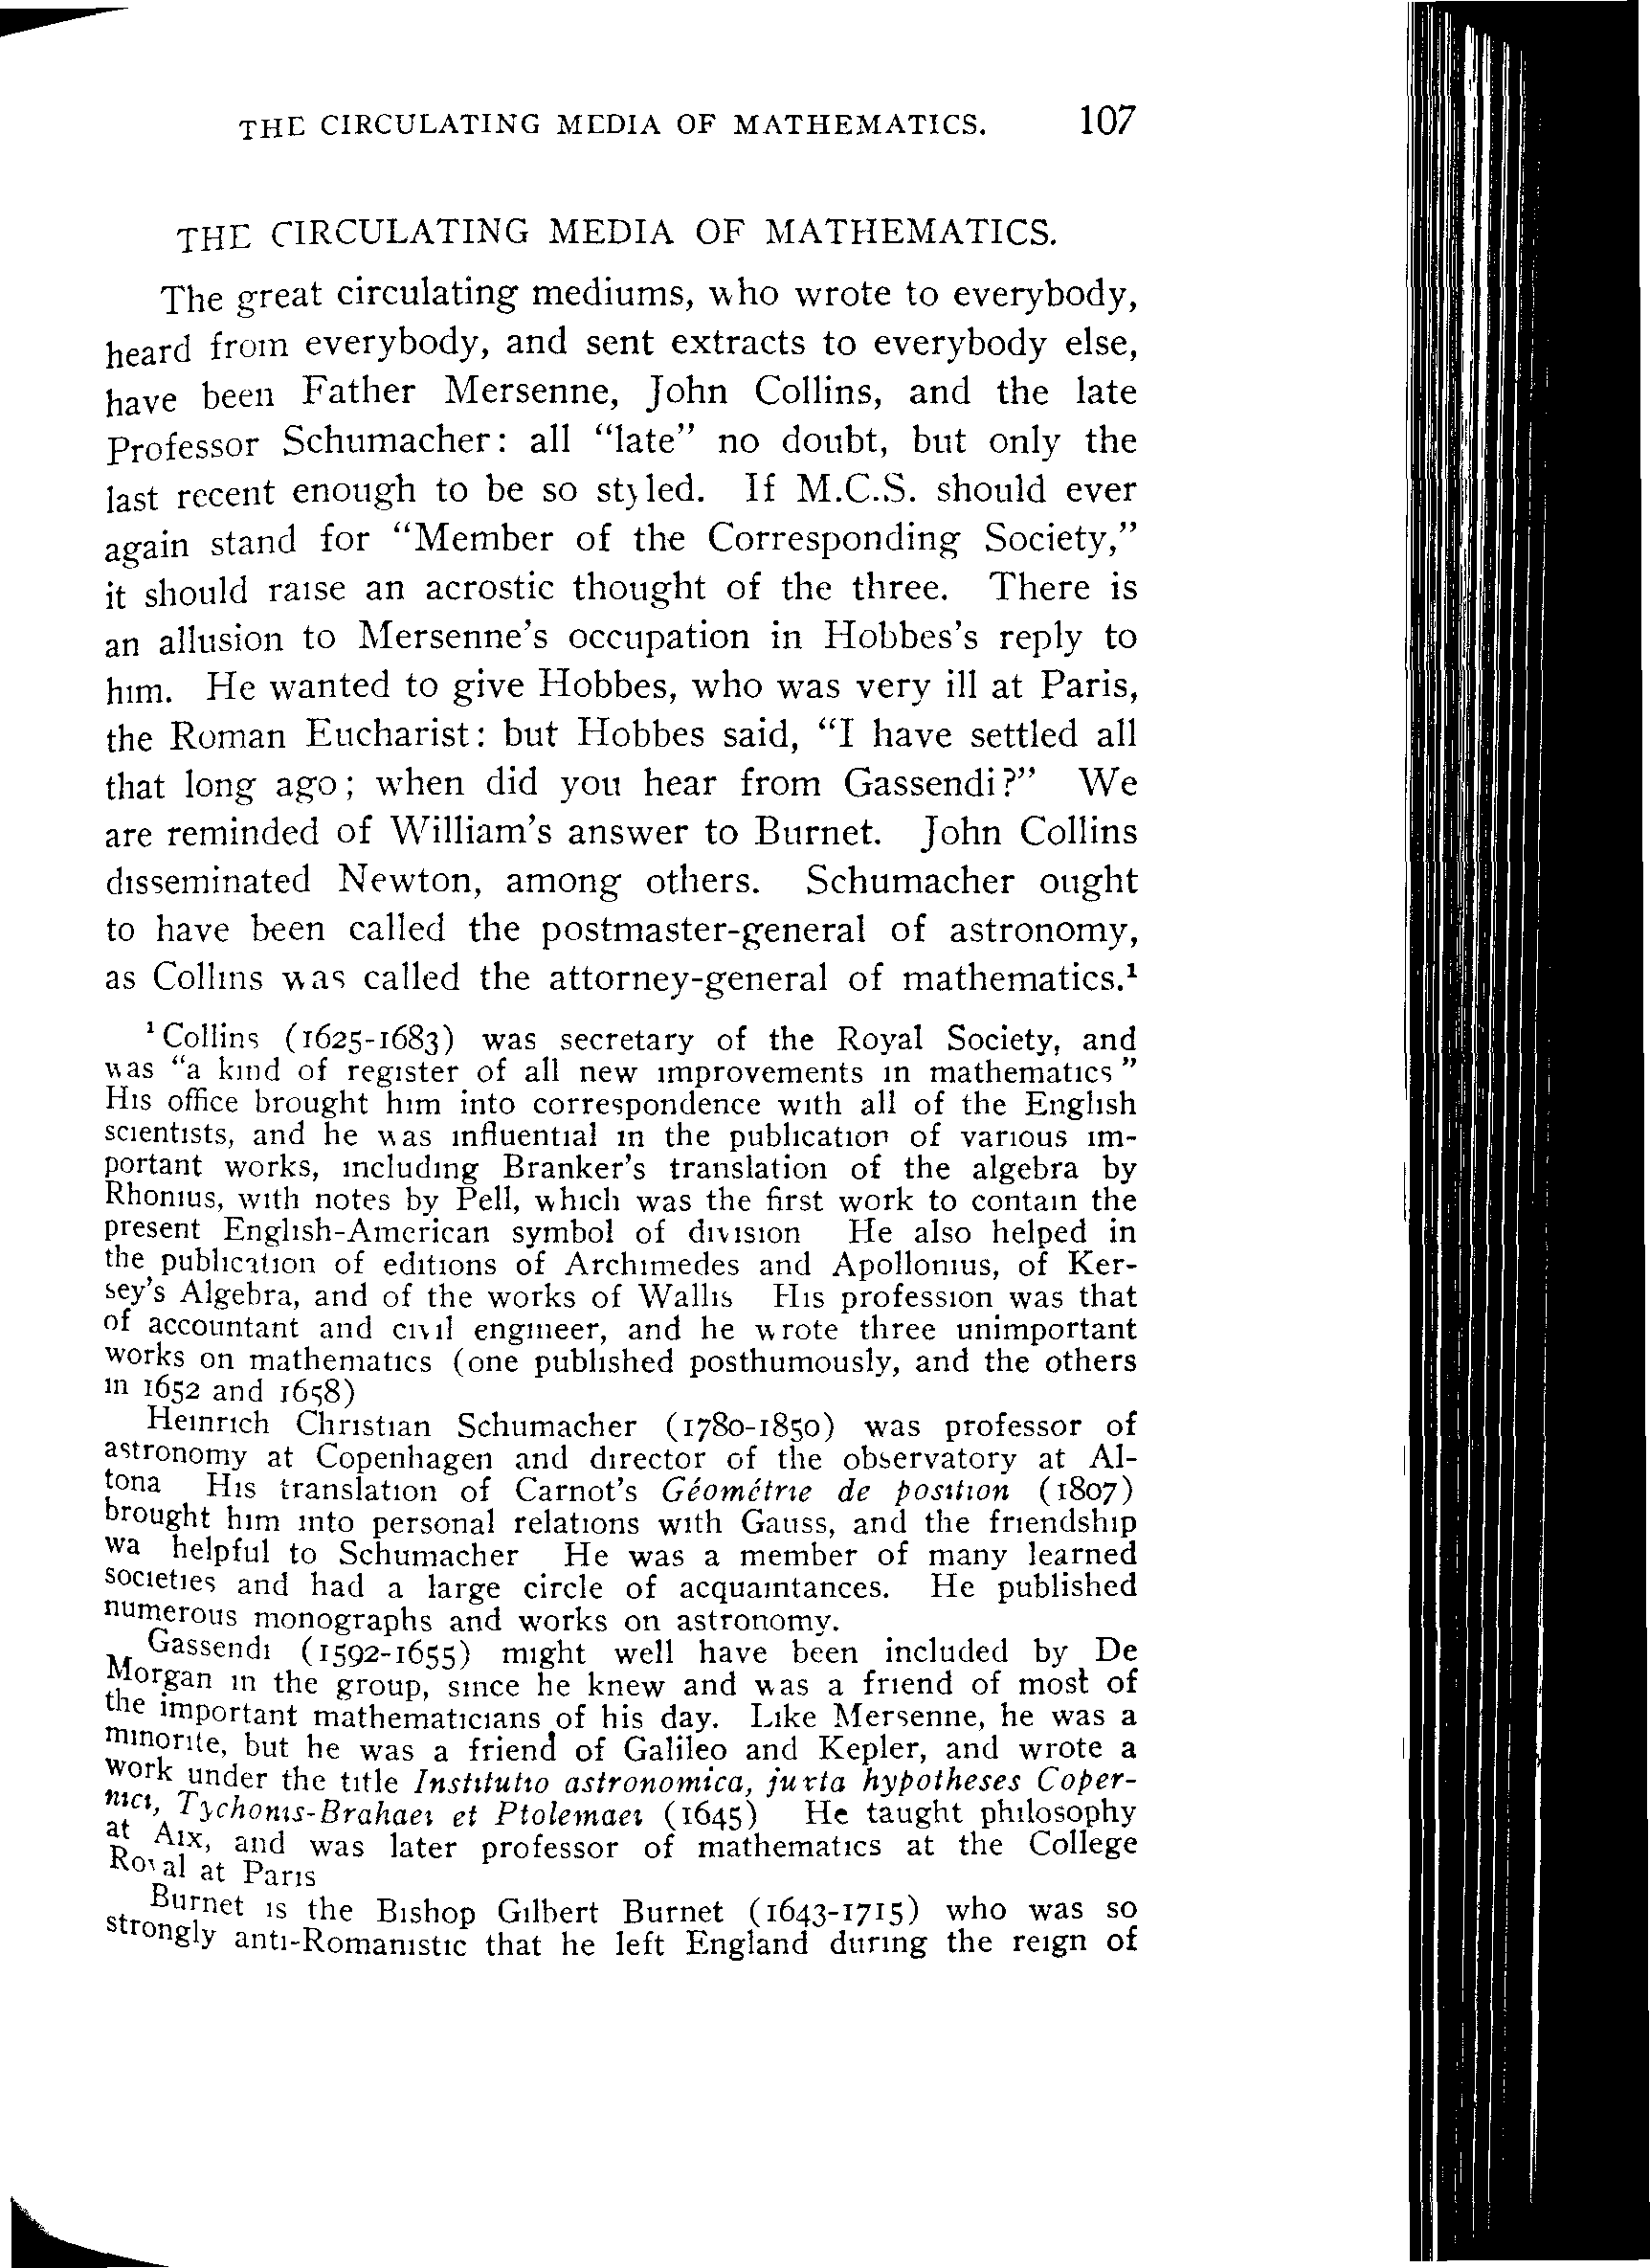 THE CIRCULATING MEDIA OF MATHEMATICS. 107
THE CIRCULATING MEDIA OF MATHEMATICS.
The great circulating mediums, who wrote to everybody,
heard from everybody, and sent extracts to everybody else,
have been Father Mersenne, John Collins, and the late
Professor Schumacher: all “late” no doubt, but only the
last recent enough to be so styled. If M.C.S. should ever
again stand for “Member of the Corresponding Society,”
it should raise an acrostic thought of the three. There is
an allusion to Mersenne’s occupation in Hobbes’s reply to
him. He wanted to give Hobbes, who was very ill at Paris,
the Roman Eucharist: but Hobbes said, “I have settled all
that long ago; when did you hear from Gassendi?” We
are reminded of William’s answer to Burnet. John Collins
disseminated Newton, among others. Schumacher ought
to have been called the postmaster-general of astronomy,
as Collins was called the attorney-general of mathematics.¹
¹ Collins (1625-1683) was secretary of the Royal Society, and
was “a kind of register of all new improvements in mathematics”
His office brought him into correspondence with all of the English
scientists, and he was influential in the publication of various im-
portant works, including Branker’s translation of the algebra by
Rhonius, with notes by Pell, which was the first work to contain the
present English-American symbol of division He also helped in
the publication of editions of Archimedes and Apollonius, of Ker-
sey’s Algebra, and of the works of Wallis His profession was that
of accountant and civil engineer, and he wrote three unimportant
works on mathematics (one published posthumously, and the others
in 1652 and 1658)
Heinrich Christian Schumacher (1780-1850) was professor of
astronomy at Copenhagen and director of the observatory at Al-
tona His translation of Carnot’s Géométrie de position (1807)
brought him into personal relations with Gauss, and the friendship
wa helpful to Schumacher He was a member of many learned
societies and had a large circle of acquaintances. He published
numerous monographs and works on astronomy.
Gassendi (1592-1655) might well have been included by De
Morgan in the group, since he knew and was a friend of most of
the important mathematicians of his day. Like Mersenne, he was a
minorite, but he was a friend of Galileo and Kepler, and wrote a
work under the title Institutio astronomica, juxta hypotheses Coper-
nici, Tychonis-Brahaei et Ptolemaei (1645) He taught philosophy
at Aix, and was later professor of mathematics at the College
Royal at Paris
Burnet is the Bishop Gilbert Burnet (1643-1715) who was so
strongly anti-Romanistic that he left England during the reign of